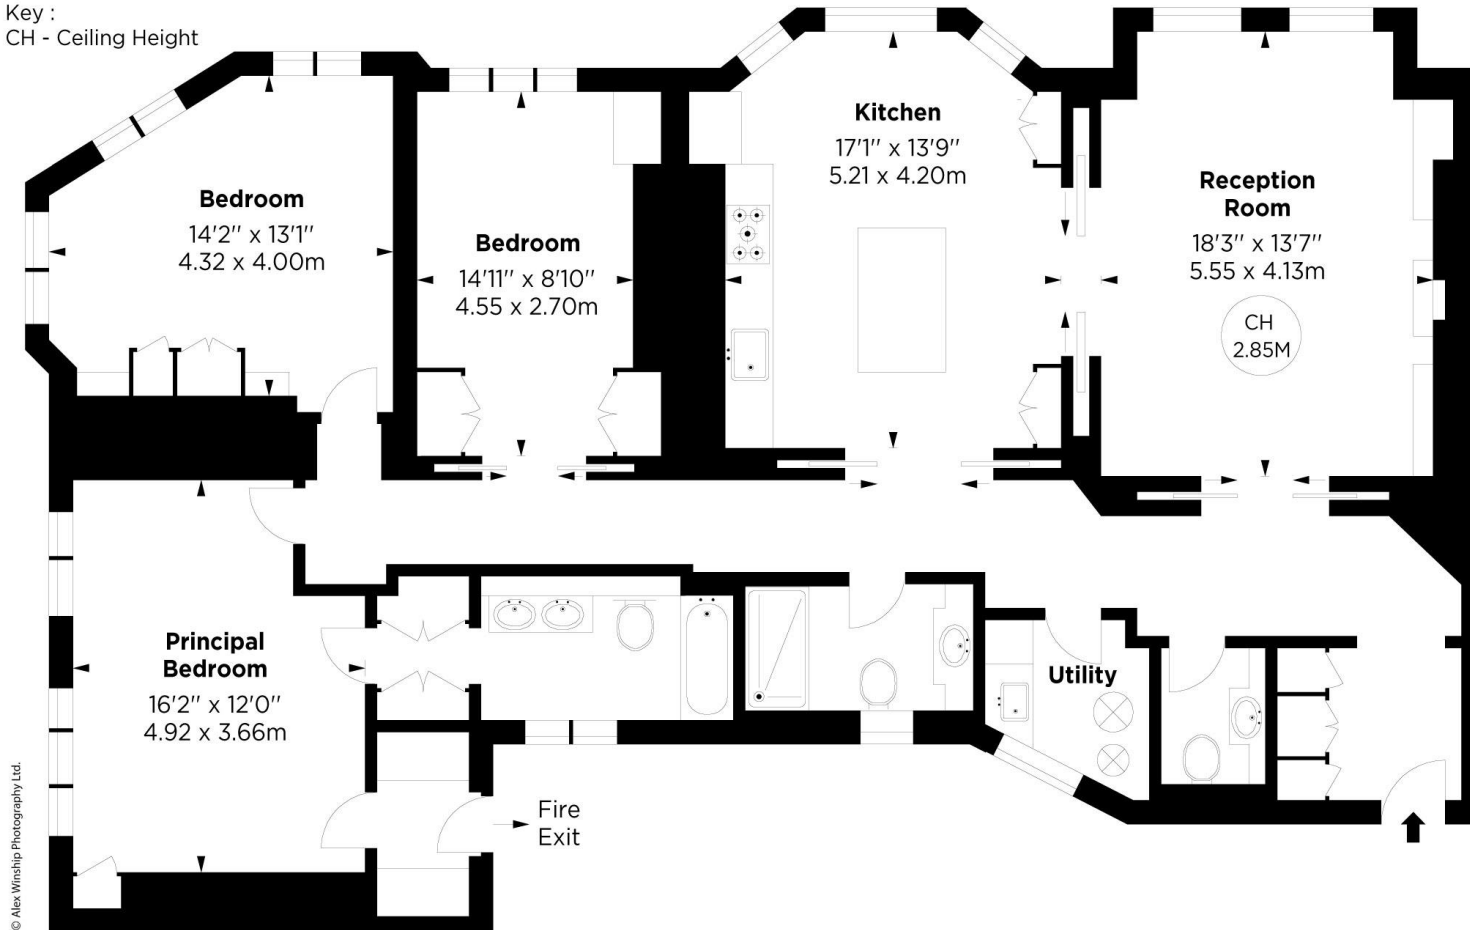 Key :
CH - Ceiling Height
Bedroom
14'2'' x 13'1''
4.32 x 4.00m
Bedroom
14'11'' x 8'10''
4.55 x 2.70m
Kitchen
17'1'' x 13'9''
5.21 x 4.20m
Reception
Room
18'3'' x 13'7''
5.55 x 4.13m
CH
2.85M
Principal
Bedroom
16'2'' x 12'0''
4.92 x 3.66m
Utility
Fire
Exit
© Alex Winship Photography Ltd.